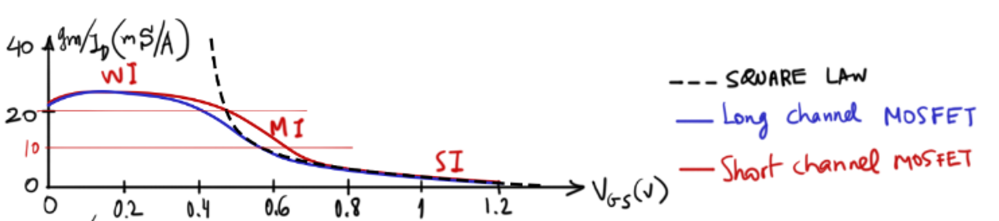 40 gm/ID (mS/A)
WI
20
MI
10
SI
0
0 0.2 0.4 0.6 0.8 1 1.2 VGS(V)
--- SQUARE LAW
Long channel MOSFET
Short channel MOSFET